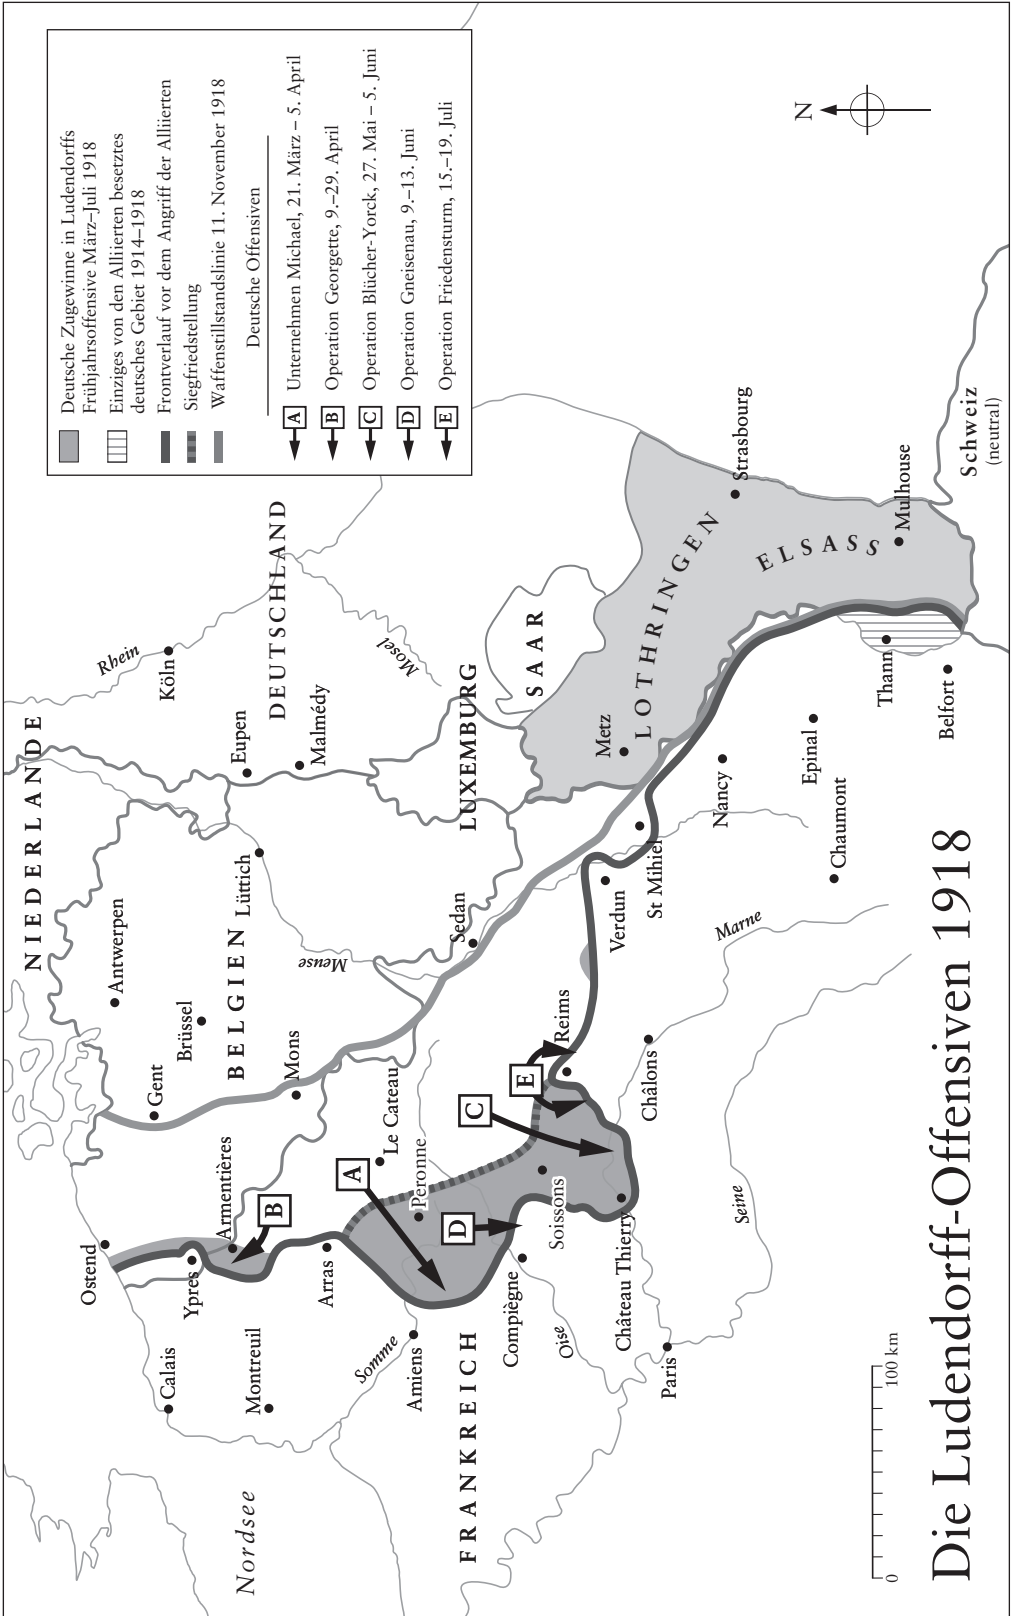 Die Ludendorff-Offensiven 1918
Deutsche Zugewinne in Ludendorffs
Frühjahrsoffensive März–Juli 1918
Einziges von den Alliierten besetztes
deutsches Gebiet 1914–1918
Frontverlauf vor dem Angriff der Alliierten
Siegfriedstellung
Waffenstillstandslinie 11. November 1918
Deutsche Offensiven
A Unternehmen Michael, 21. März – 5. April
B Operation Georgette, 9.–29. April
C Operation Blücher-Yorck, 27. Mai – 5. Juni
D Operation Gneisenau, 9.–13. Juni
E Operation Friedensturm, 15.–19. Juli
N
NIEDERLANDE
Rhein
Köln
Antwerpen
Eupen
DEUTSCHLAND
Ostend
Gent
Brüssel
BELGIEN
Lüttich
Malmédy
Mosel
Calais
Ypres
Armentières
Mons
Meuse
B
Montreuil
Arras
A
Le Cateau
Sedan
LUXEMBURG
SAAR
Nordsee
Somme
Amiens
Peronne
D
C
E
FRANKREICH
Compiègne
Soissons
Reims
Verdun
Metz
LOTHRINGEN
Oise
Château Thierry
Châlons
St Mihiel
Paris
Marne
Nancy
Strasbourg
Seine
ELSASS
Epinal
Chaumont
Thann
Mulhouse
Belfort
Schweiz
(neutral)
0
100 km